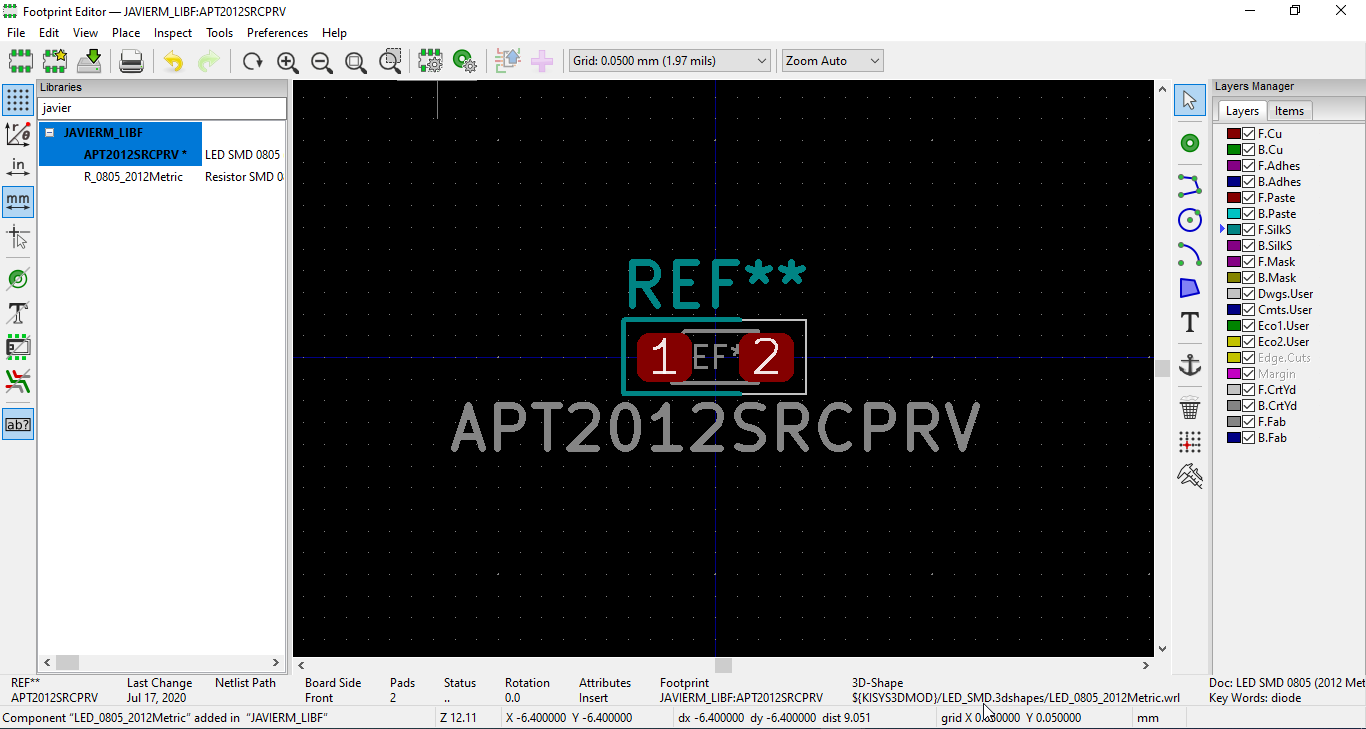 Footprint Editor — JAVIERM_LIBF:APT2012SRCPRV
File Edit View Place Inspect Tools Preferences Help
Grid: 0.0500 mm (1.97 mils) Zoom Auto
Libraries
javier
JAVIERM_LIBF
APT2012SRCPRV * LED SMD 0805
R_0805_2012Metric Resistor SMD 0
in
mm
ab?
REF**
1 EF* 2
APT2012SRCPRV
T
Layers Manager
Layers Items
F.Cu
B.Cu
F.Adhes
B.Adhes
F.Paste
B.Paste
F.SilkS
B.SilkS
F.Mask
B.Mask
Dwgs.User
Cmts.User
Eco1.User
Eco2.User
Edge.Cuts
Margin
F.CrtYd
B.CrtYd
F.Fab
B.Fab
REF** Last Change Netlist Path Board Side Pads Status Rotation Attributes Footprint 3D-Shape Doc: LED SMD 0805 (2012 Met
APT2012SRCPRV Jul 17, 2020 Front 2 .. 0.0 Insert JAVIERM_LIBF:APT2012SRCPRV ${KISYS3DMOD}/LED_SMD.3dshapes/LED_0805_2012Metric.wrl Key Words: diode
Component "LED_0805_2012Metric" added in "JAVIERM_LIBF" Z 12.11 X -6.400000 Y -6.400000 dx -6.400000 dy -6.400000 dist 9.051 grid X Y 0.050000 mm